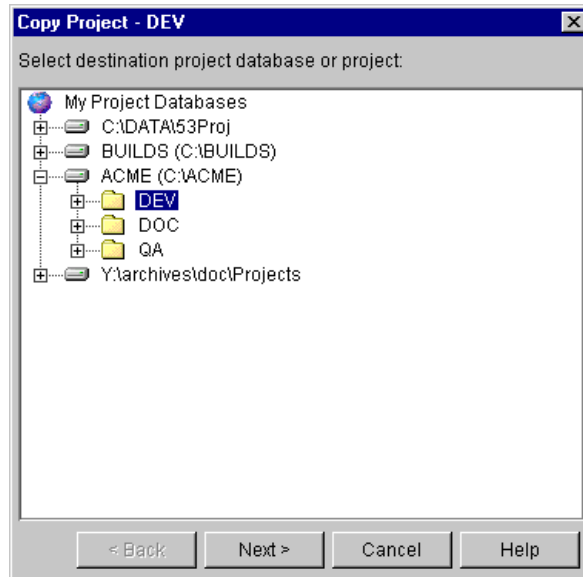 Copy Project - DEV
Select destination project database or project:
My Project Databases
C:\DATA\53Proj
BUILDS (C:\BUILDS)
ACME (C:\ACME)
DEV
DOC
QA
Y:\archives\doc\Projects
< Back Next > Cancel Help